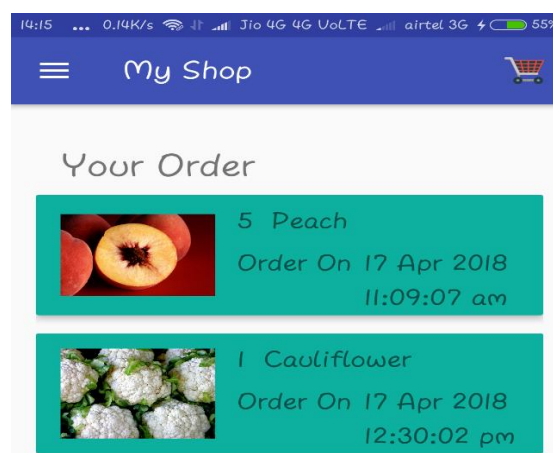 14:15 ... 0.14K/s Jio 4G 4G VoLTE airtel 3G 55%
My Shop
Your Order
5 Peach
Order On 17 Apr 2018
11:09:07 am
1 Cauliflower
Order On 17 Apr 2018
12:30:02 pm